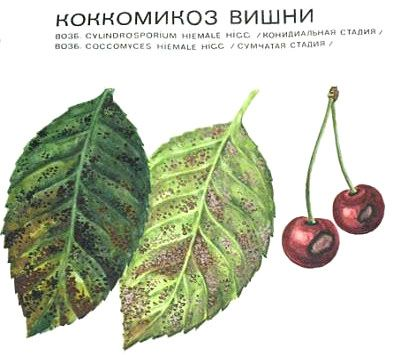 КОККОМИКОЗ ВИШНИ
ВОЗБ. CYLINDROSPORIUM HIEMALE HIGG. /КОНИДИАЛЬНАЯ СТАДИЯ/
ВОЗБ. COCCOMYCES HIEMALE HIGG /СУМЧАТАЯ СТАДИЯ/